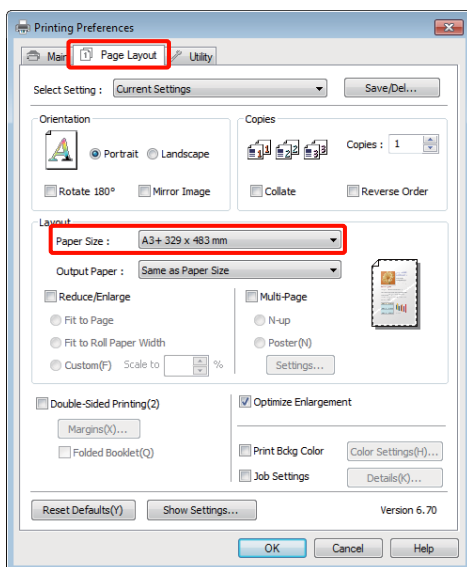 Printing Preferences
Main Page Layout Utility
Select Setting : Current Settings Save/Del...
Orientation
Portrait Landscape
Rotate 180° Mirror Image
Copies
Copies : 1
Collate Reverse Order
Layout
Paper Size : A3+ 329 x 483 mm
Output Paper : Same as Paper Size
Reduce/Enlarge
Fit to Page
Fit to Roll Paper Width
Custom(F) Scale to %
Multi-Page
N-up
Poster(N)
Settings...
Double-Sided Printing(2)
Margins(X)...
Folded Booklet(Q)
Optimize Enlargement
Print Bckg Color Color Settings(H)...
Job Settings Details(K)...
Reset Defaults(Y) Show Settings... Version 6.70
OK Cancel Help